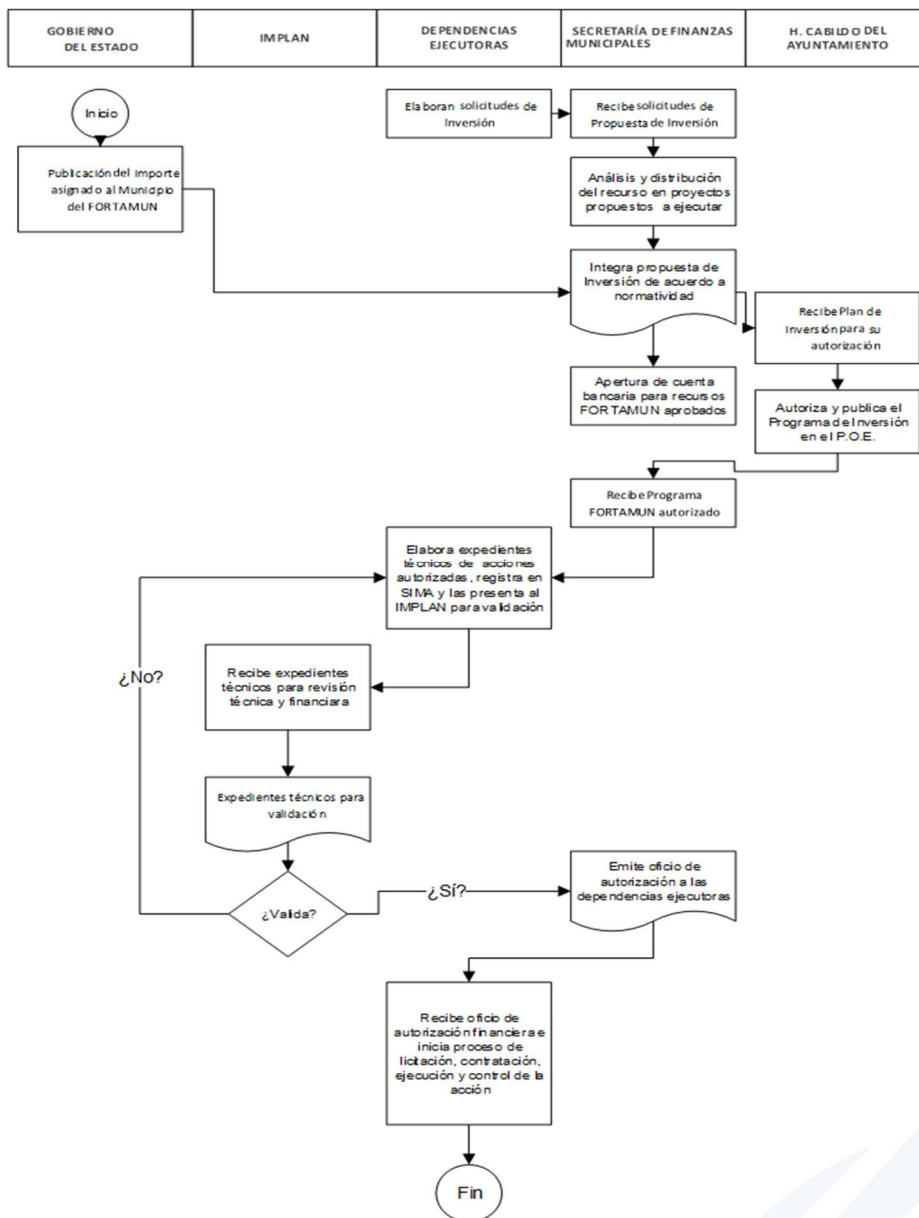 GOBIERNO
DEL ESTADO
IMPLAN
DEPENDENCIAS
EJECUTORAS
SECRETARÍA DE FINANZAS
MUNICIPALES
H. CABILDO DEL
AYUNTAMIENTO
Inicio
Elaboran solicitudes de
Inversión
Recibe solicitudes de
Propuesta de Inversión
Publicación del Importe
asignado al Municipio
del FORTAMUN
Análisis y distribución
del recurso en proyectos
propuestos a ejecutar
Integra propuesta de
Inversión de acuerdo a
normatividad
Recibe Plan de
Inversión para su
autorización
Apertura de cuenta
bancaria para recursos
FORTAMUN aprobados
Autoriza y publica el
Programa de Inversión
en el P.O.E.
Recibe Programa
FORTAMUN autorizado
Elabora expedientes
técnicos de acciones
autorizadas, registra en
SIMA y las presenta al
IMPLAN para validación
¿No?
Recibe expedientes
técnicos para revisión
técnica y financiara
Expedientes técnicos para
validación
¿Valida?
¿Sí?
Emite oficio de
autorización a las
dependencias ejecutoras
Recibe oficio de
autorización financiera e
inicia proceso de
licitación, contratación,
ejecución y control de la
acción
Fin